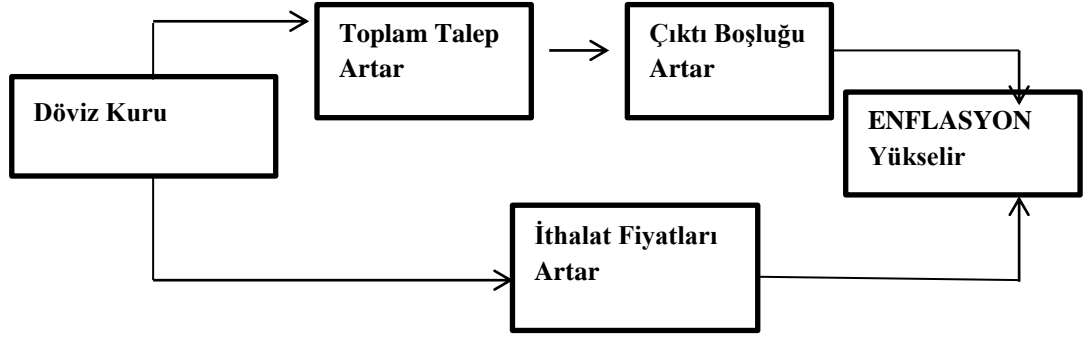 Döviz Kuru
Toplam Talep
Artar
Çıktı Boşluğu
Artar
İthalat Fiyatları
Artar
ENFLASYON
Yükselir